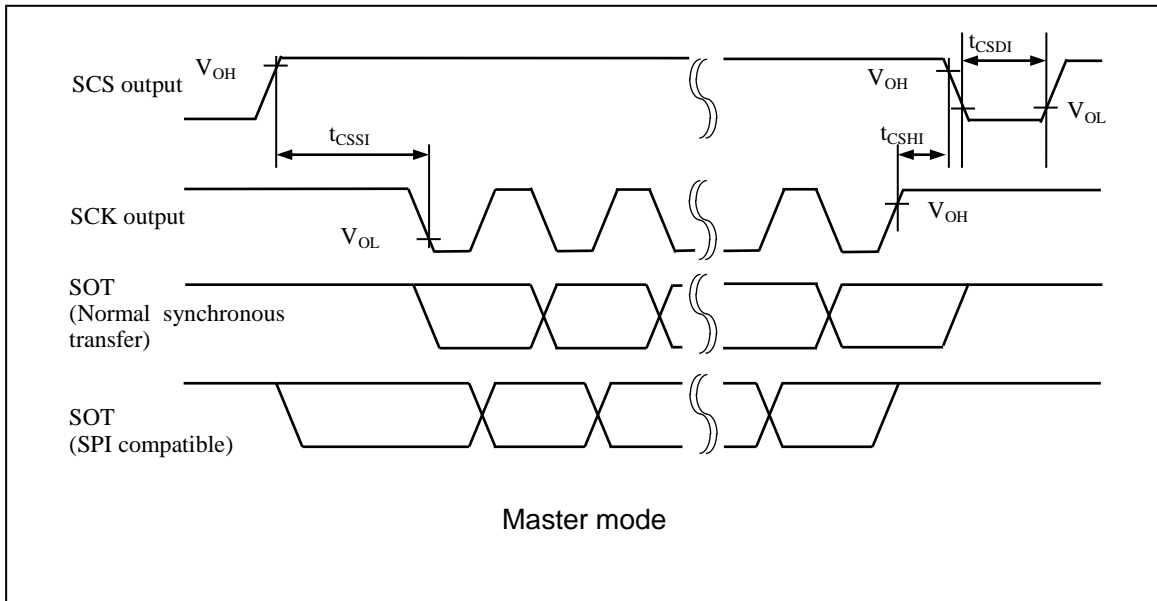 t_CSDI
V_OH
V_OH
SCS output
V_OL
t_CSSI
t_CSHI
SCK output
V_OH
V_OL
SOT
(Normal synchronous
transfer)
SOT
(SPI compatible)
Master mode